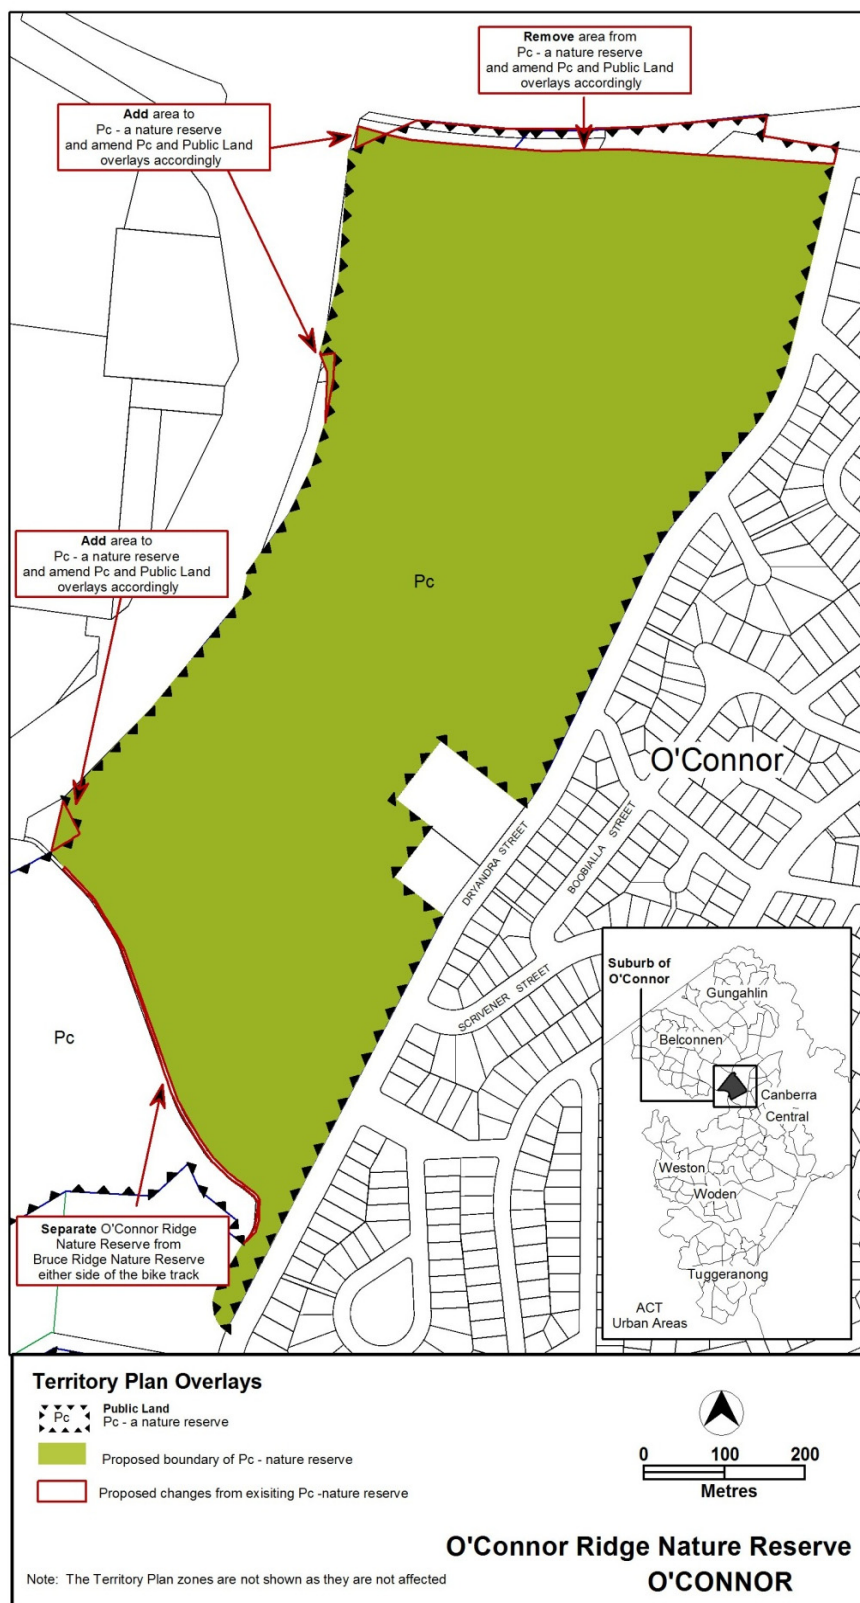 Remove area from
Pc - a nature reserve
and amend Pc and Public Land
overlays accordingly
Add area to
Pc - a nature reserve
and amend Pc and Public Land
overlays accordingly
Add area to
Pc - a nature reserve
and amend Pc and Public Land
overlays accordingly
Pc
O'Connor
DRYANDRA STREET
BOOBIALLA STREET
SCRIVENER STREET
Pc
Separate O'Connor Ridge
Nature Reserve from
Bruce Ridge Nature Reserve
either side of the bike track
Suburb of
O'Connor
Gungahlin
Belconnen
Canberra
Central
Weston
Woden
Tuggeranong
ACT
Urban Areas
Territory Plan Overlays
Pc
Public Land
Pc - a nature reserve
Proposed boundary of Pc - nature reserve
Proposed changes from exisiting Pc -nature reserve
0 100 200
Metres
O'Connor Ridge Nature Reserve
O'CONNOR
Note: The Territory Plan zones are not shown as they are not affected